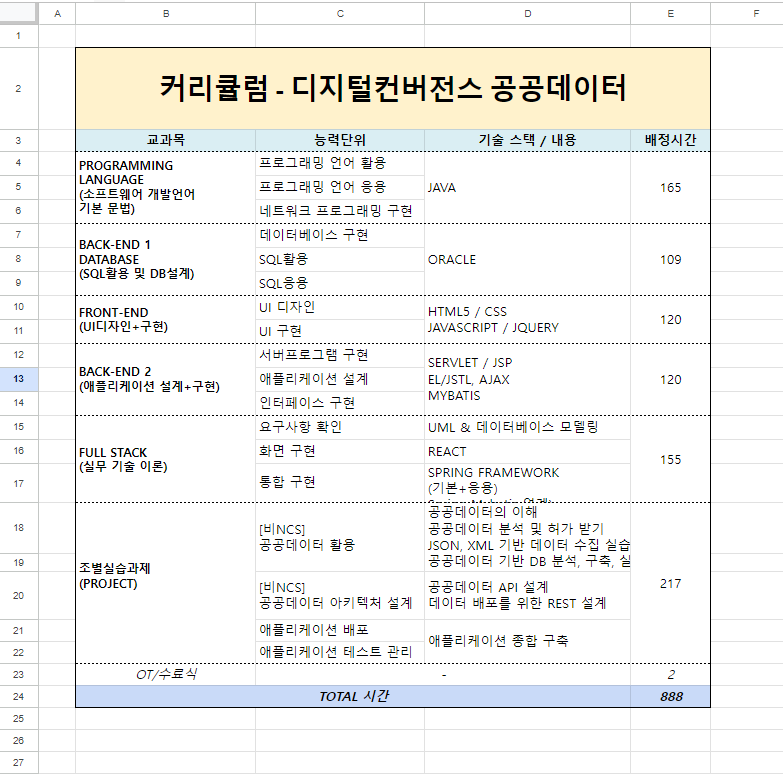 A B C D E F
1
2
커리큘럼 - 디지털컨버전스 공공데이터
3
교과목 능력단위 기술 스택 / 내용 배정시간
4
5
6
PROGRAMMING
LANGUAGE
(소프트웨어 개발언어
기본 문법)
프로그래밍 언어 활용
프로그래밍 언어 응용
네트워크 프로그래밍 구현
JAVA
165
7
8
9
BACK-END 1
DATABASE
(SQL활용 및 DB설계)
데이터베이스 구현
SQL활용
SQL응용
ORACLE
109
10
11
FRONT-END
(UI디자인+구현)
UI 디자인
UI 구현
HTML5 / CSS
JAVASCRIPT / JQUERY
120
12
13
14
BACK-END 2
(애플리케이션 설계+구현)
서버프로그램 구현
애플리케이션 설계
인터페이스 구현
SERVLET / JSP
EL/JSTL, AJAX
MYBATIS
120
15
16
17
FULL STACK
(실무 기술 이론)
요구사항 확인
화면 구현
통합 구현
UML & 데이터베이스 모델링
REACT
SPRING FRAMEWORK
(기본+응용)
155
18
19
20
21
22
조별실습과제
(PROJECT)
[비NCS]
공공데이터 활용
[비NCS]
공공데이터 아키텍처 설계
애플리케이션 배포
애플리케이션 테스트 관리
공공데이터의 이해
공공데이터 분석 및 허가 받기
JSON, XML 기반 데이터 수집 실습
공공데이터 기반 DB 분석, 구축, 실
공공데이터 API 설계
데이터 배포를 위한 REST 설계
애플리케이션 종합 구축
217
23
OT/수료식 - 2
24
TOTAL 시간 888
25
26
27